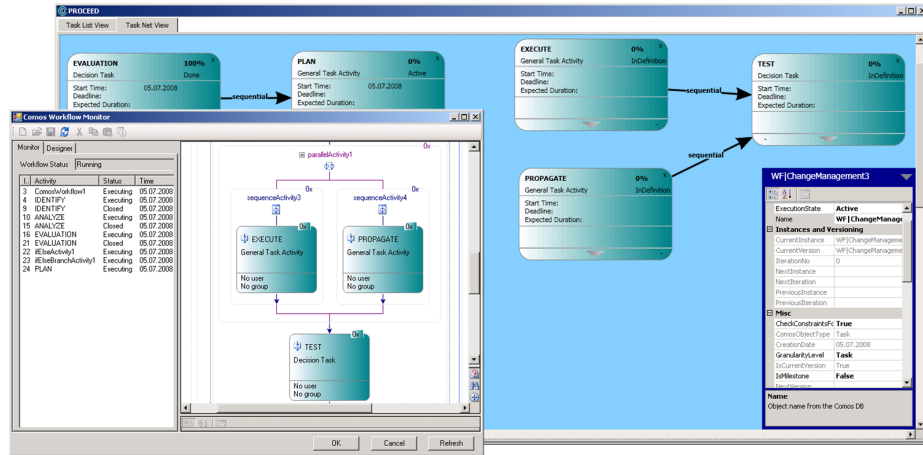 PROCEED
Task List View
Task Net View
EVALUATION 100% x
Decision Task Done
Start Time: 05.07.2008
Deadline:
Expected Duration:
sequential
PLAN 0% x
General Task Activity Active
Start Time: 05.07.2008
Deadline:
Expected Duration:
EXECUTE 0% x
General Task Activity InDefinition
Start Time:
Deadline:
Expected Duration:
sequential
TEST 0% x
Decision Task InDefinition
Start Time:
Deadline:
Expected Duration:
sequential
PROPAGATE 0% x
General Task Activity InDefinition
Start Time:
Deadline:
Expected Duration:
Comos Workflow Monitor
Monitor Designer
Workflow Status Running
I.. Activity Status Time
3 ComosWorkflow1 Executing 05.07.2008
4 IDENTIFY Executing 05.07.2008
9 IDENTIFY Closed 05.07.2008
10 ANALYZE Executing 05.07.2008
15 ANALYZE Closed 05.07.2008
16 EVALUATION Executing 05.07.2008
21 EVALUATION Closed 05.07.2008
22 ifElseActivity1 Executing 05.07.2008
23 ifElseBranchActivity1 Executing 05.07.2008
24 PLAN Executing 05.07.2008
0x
parallelActivity1
0x
sequenceActivity3
0x
sequenceActivity4
0x
EXECUTE
General Task Activity
No user
No group
0x
PROPAGATE
General Task Activity
No user
No group
0x
TEST
Decision Task
No user
No group
OK Cancel Refresh
WF|ChangeManagement3
ExecutionState Active
Name WF|ChangeManag
Instances and Versioning
CurrentInstance WF|ChangeManageme
CurrentVersion WF|ChangeManageme
IterationNo 0
NextInstance
NextIteration
PreviousInstance
PreviousIteration
Misc
CheckConstraintsFo True
ComosObjectType Task
CreationDate 05.07.2008
GranularityLevel Task
IsCurrentVersion True
IsMilestone False
NextVersion
Name
Object name from the Comos DB